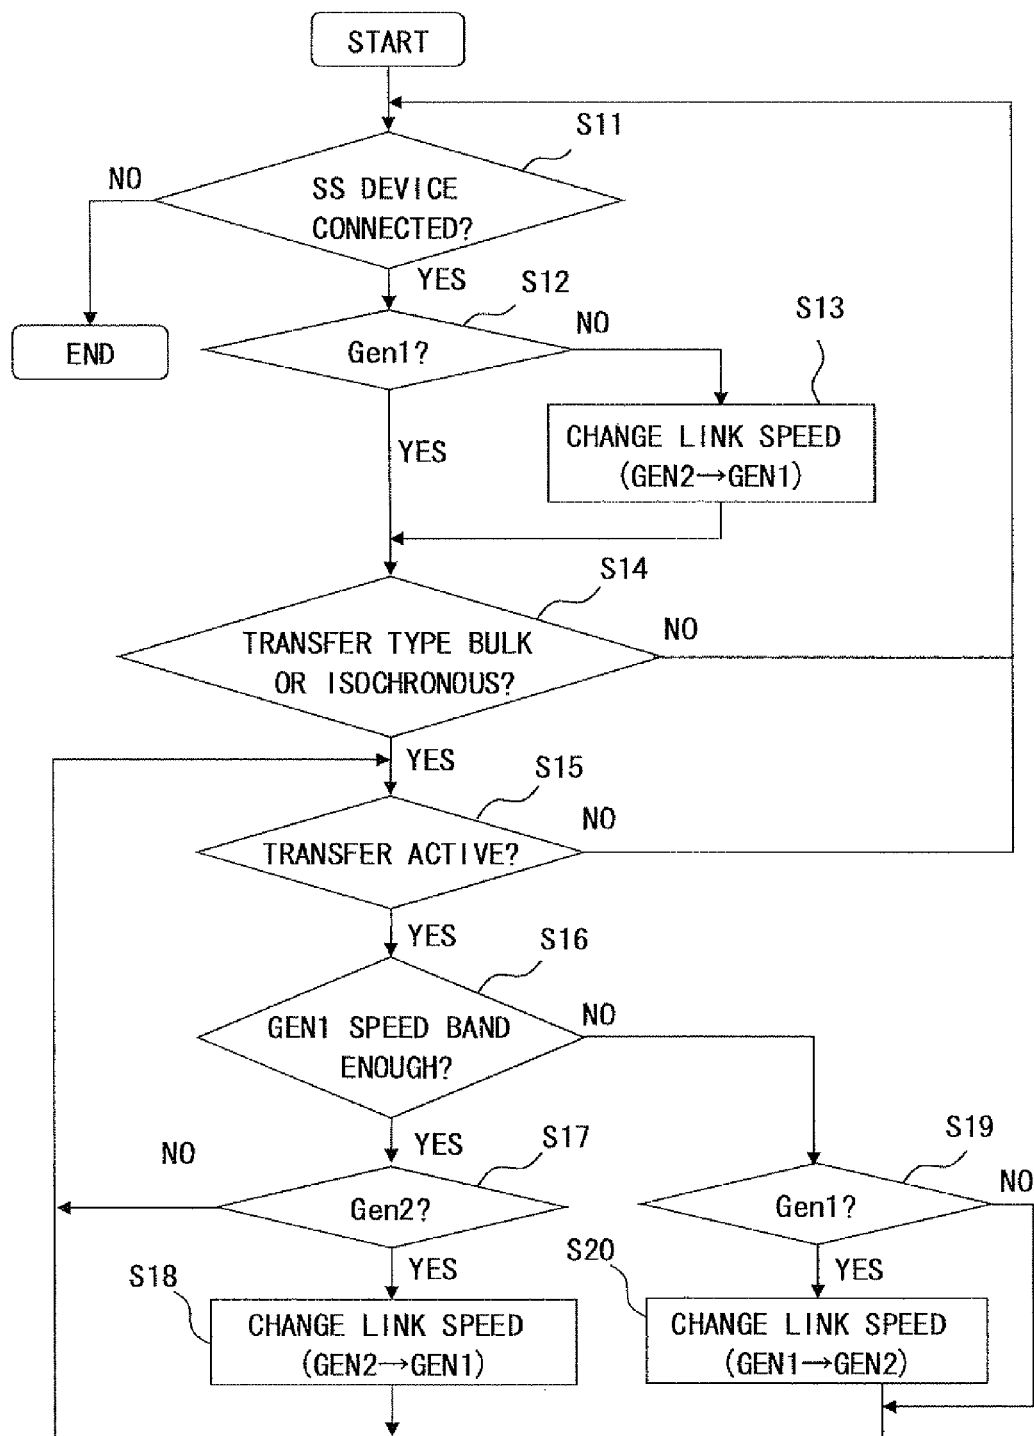 START
S11
NO
SS DEVICE
CONNECTED?
YES
S12
NO
S13
END
Gen1?
CHANGE LINK SPEED
(GEN2→GEN1)
YES
S14
TRANSFER TYPE BULK
OR ISOCHRONOUS?
NO
YES
S15
NO
TRANSFER ACTIVE?
YES
S16
NO
GEN1 SPEED BAND
ENOUGH?
YES
S17
NO
S19
NO
Gen2?
Gen1?
S18
YES
S20
YES
CHANGE LINK SPEED
(GEN2→GEN1)
CHANGE LINK SPEED
(GEN1→GEN2)